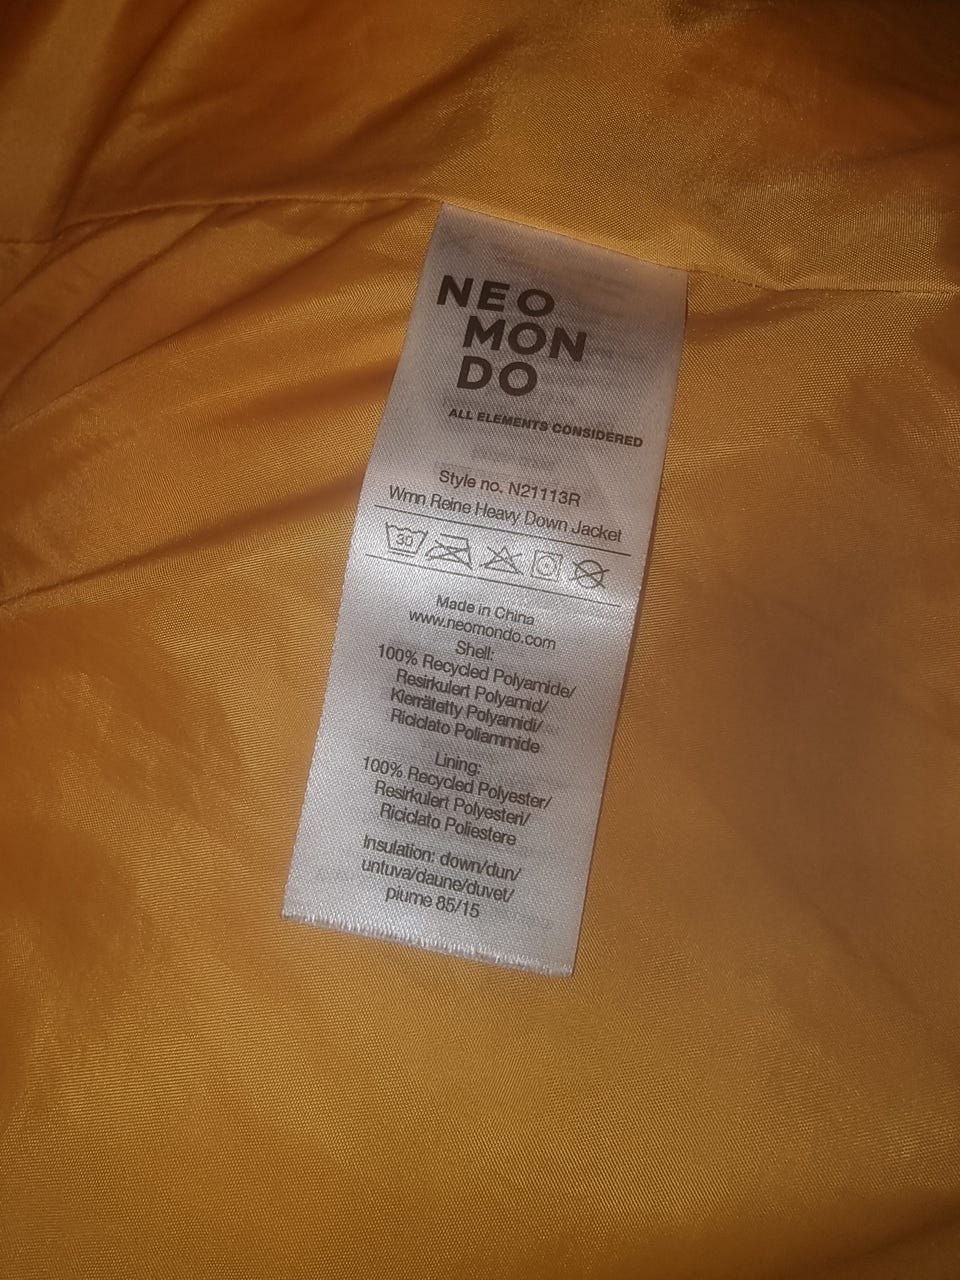 NEO
MON
DO
ALL ELEMENTS CONSIDERED
Style no. N21113R
Wmn Reine Heavy Down Jacket
30
Made in China
www.neomondo.com
Shell:
100% Recycled Polyamide/
Resirkulert Polyamid/
Kierrätetty Polyamidi/
Riciclato Poliammide
Lining:
100% Recycled Polyester/
Resirkulert Polyesteri/
Riciclato Poliestere
Insulation: down/dun/
untuva/daune/duvet/
piume 85/15